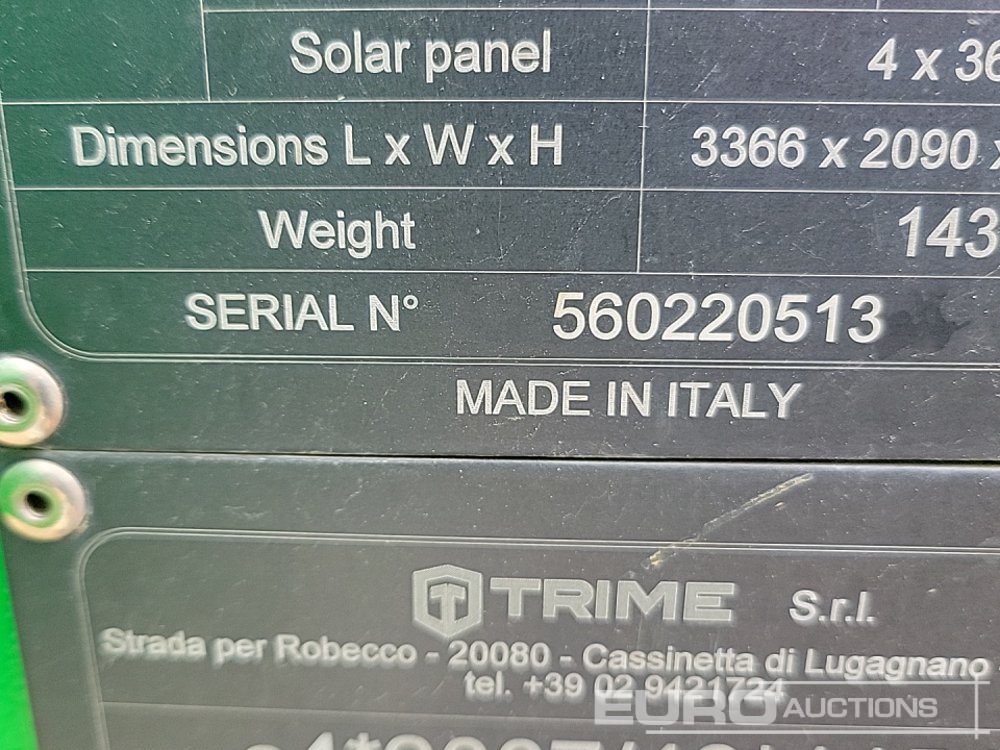 Solar panel 4 x 36
Dimensions L x W x H 3366 x 2090 x
Weight 143
SERIAL N° 560220513
MADE IN ITALY
TRIME S.r.l.
Strada per Robecco - 20080 - Cassinetta di Lugagnano
tel. +39 02 9421724
EURO AUCTIONS